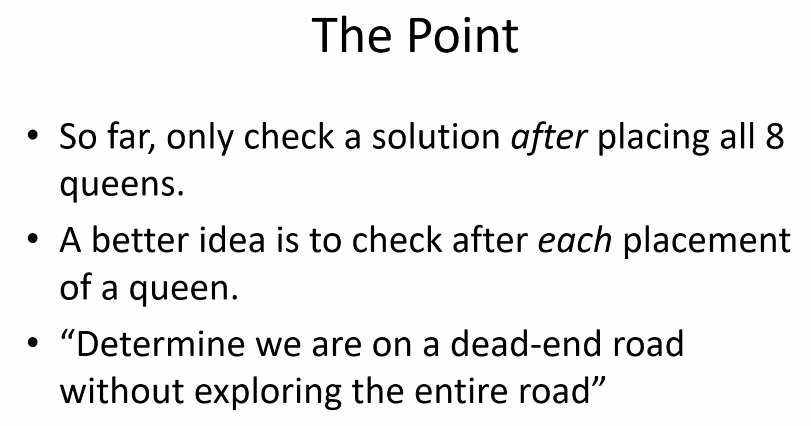 The Point
• So far, only check a solution after placing all 8
queens.
• A better idea is to check after each placement
of a queen.
• “Determine we are on a dead-end road
without exploring the entire road”